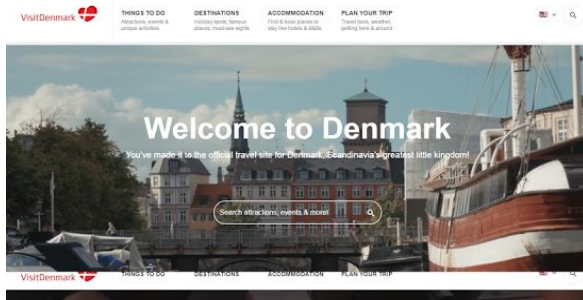 VisitDenmark
THINGS TO DO
Attractions, events &
unique activities
DESTINATIONS
Holiday spots, famous
places, must-see sights
ACCOMMODATION
Find & book places to
stay like hotels & B&Bs
PLAN YOUR TRIP
Travel tools, weather,
getting here & around
Welcome to Denmark
You've made it to the official travel site for Denmark, Scandinavia's greatest little kingdom!
Search attractions, events & more!
VisitDenmark
THINGS TO DO
DESTINATIONS
ACCOMMODATION
PLAN YOUR TRIP